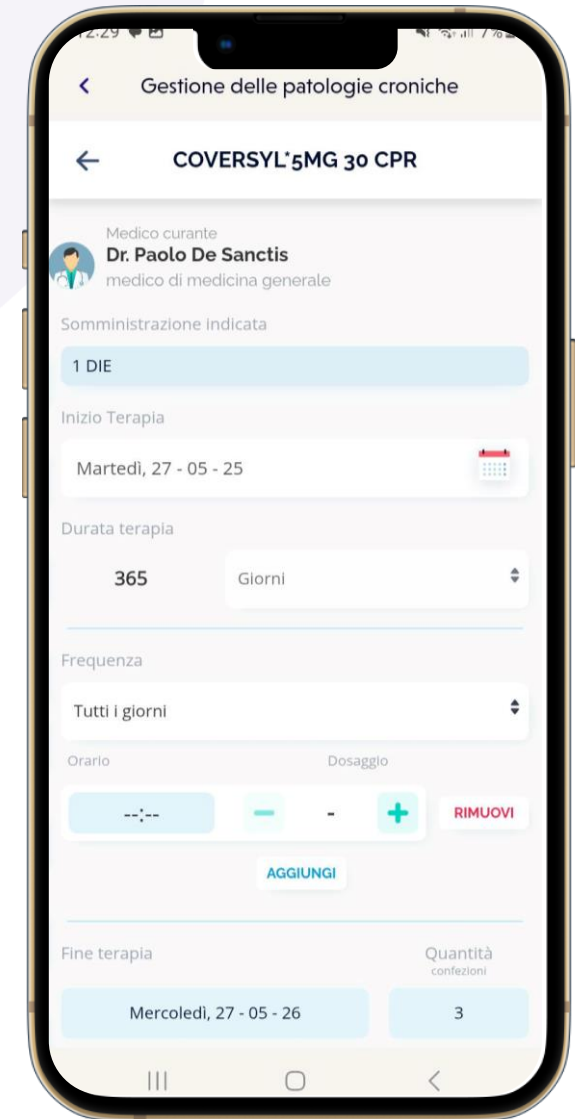 12:29
Gestione delle patologie croniche
COVERSYL*5MG 30 CPR
Medico curante
Dr. Paolo De Sanctis
medico di medicina generale
Somministrazione indicata
1 DIE
Inizio Terapia
Martedì, 27 - 05 - 25
Durata terapia
365 Giorni
Frequenza
Tutti i giorni
Orario Dosaggio
--:-- - RIMUOVI
AGGIUNGI
Fine terapia Quantità
confezioni
Mercoledì, 27 - 05 - 26 3